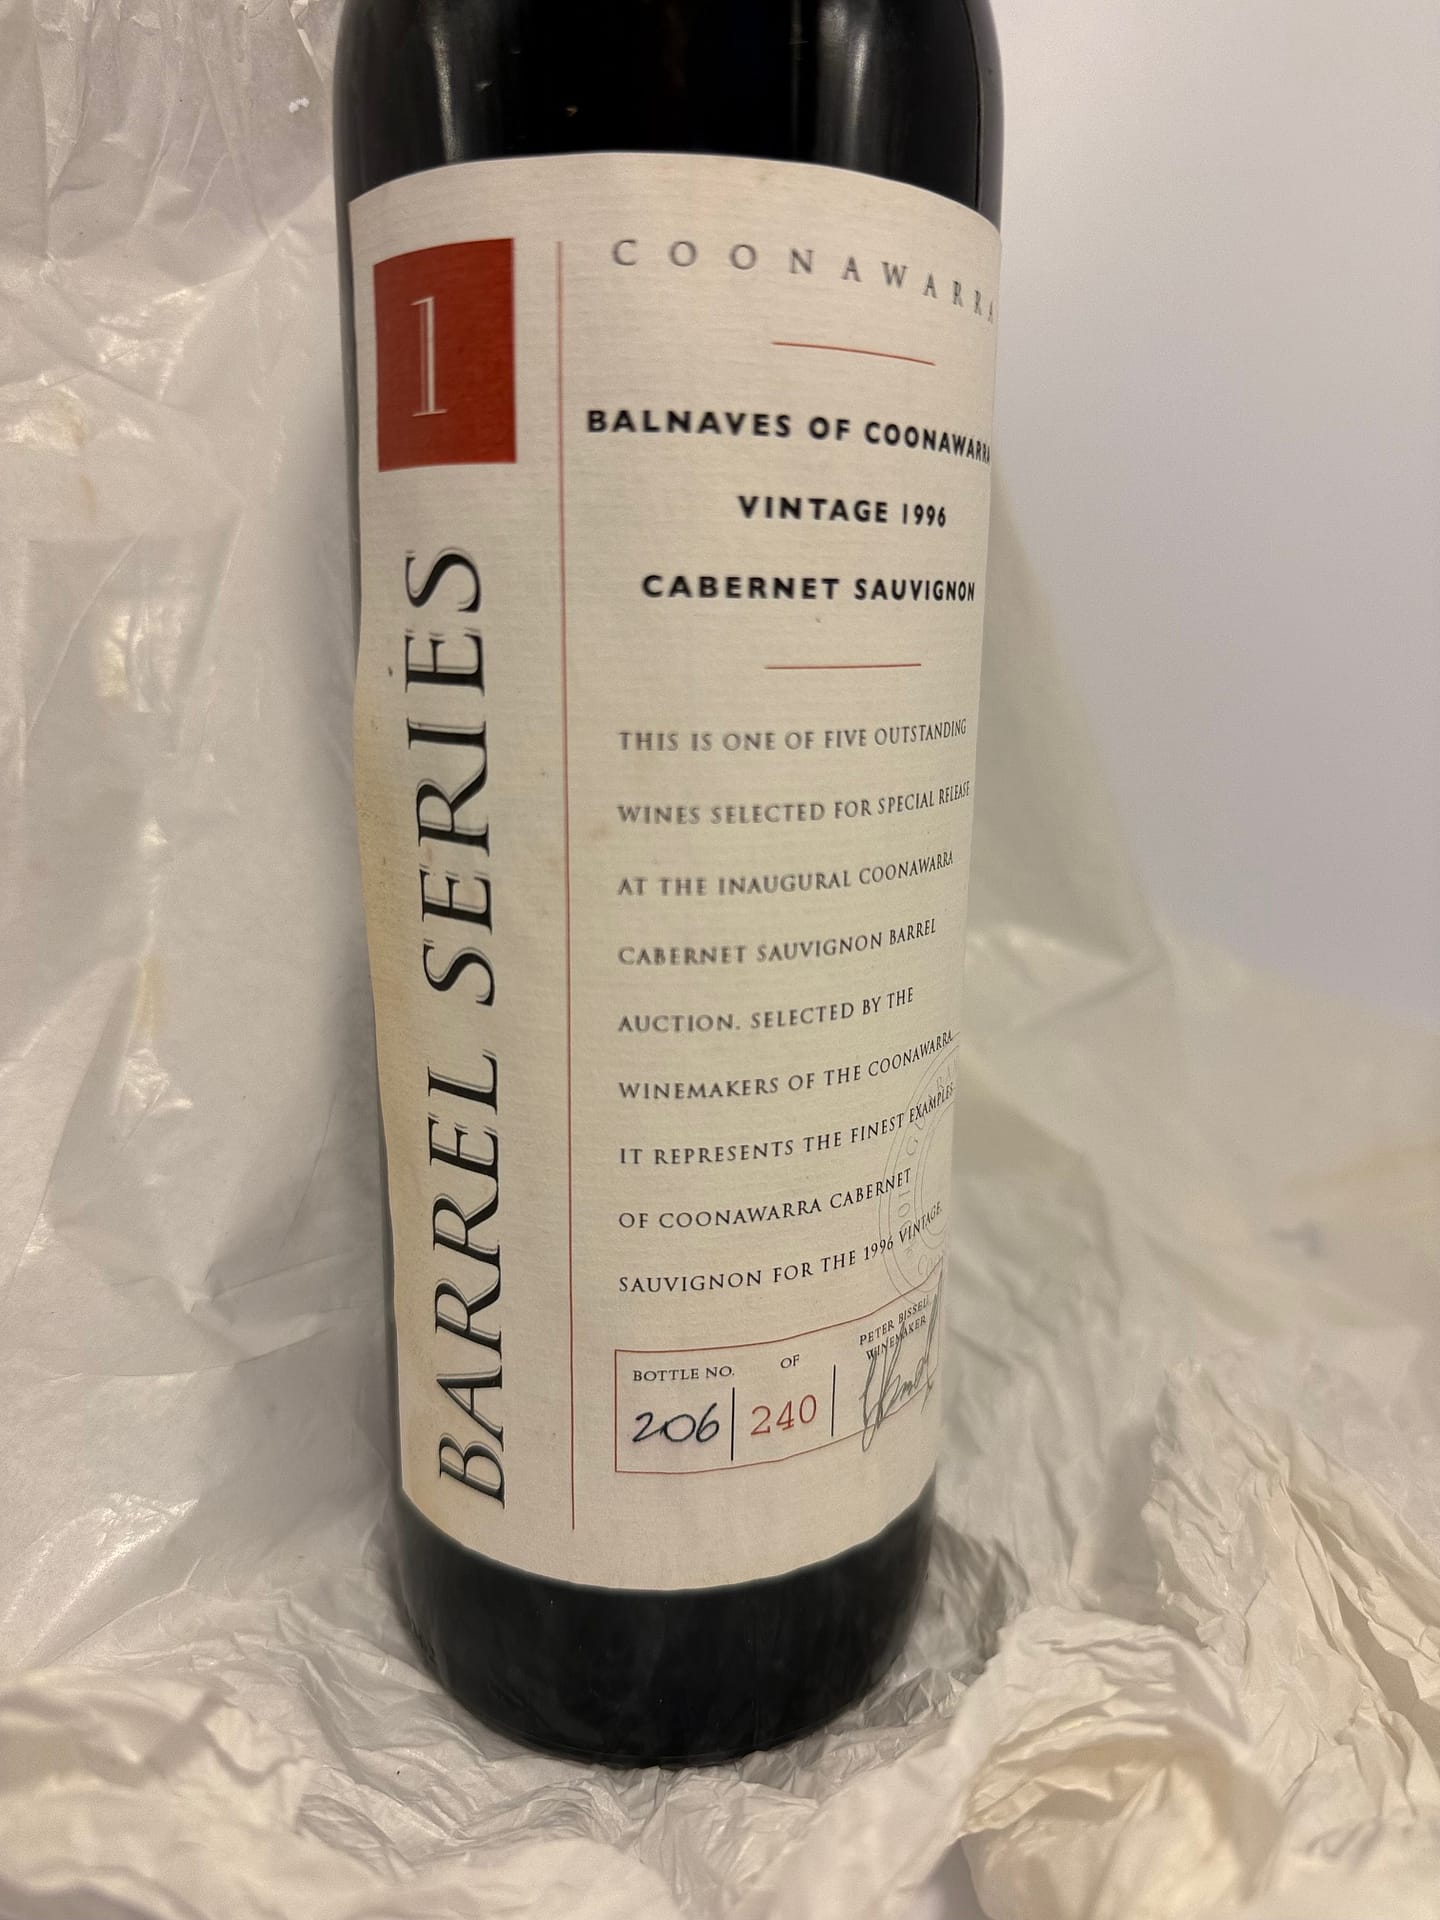 COONAWARRA
1
BARREL SERIES
BALNAVES OF COONAWARRA
VINTAGE 1996
CABERNET SAUVIGNON
THIS IS ONE OF FIVE OUTSTANDING
WINES SELECTED FOR SPECIAL RELEASE
AT THE INAUGURAL COONAWARRA
CABERNET SAUVIGNON BARREL
AUCTION. SELECTED BY THE
WINEMAKERS OF THE COONAWARRA
IT REPRESENTS THE FINEST EXAMPLES
OF COONAWARRA CABERNET
SAUVIGNON FOR THE 1996 VINTAGE.
BOTTLE NO. OF
206 240
PETER BISSELL
WINEMAKER